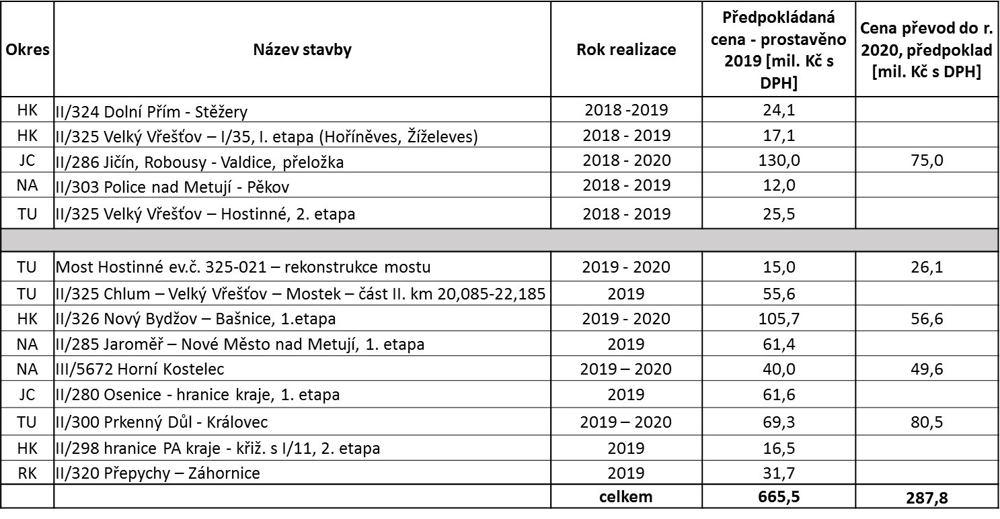 Okres Název stavby Rok realizace Předpokládaná cena - prostavěno 2019 [mil. Kč s DPH] Cena převod do r. 2020, předpoklad [mil. Kč s DPH]
HK II/324 Dolní Přím - Stěžery 2018 -2019 24,1
HK II/325 Velký Vřešťov – I/35, I. etapa (Hoříněves, Žíželeves) 2018 - 2019 17,1
JC II/286 Jičín, Robousy - Valdice, přeložka 2018 - 2020 130,0 75,0
NA II/303 Police nad Metují - Pěkov 2018 - 2019 12,0
TU II/325 Velký Vřešťov – Hostinné, 2. etapa 2018 - 2019 25,5
TU Most Hostinné ev.č. 325-021 – rekonstrukce mostu 2019 - 2020 15,0 26,1
TU II/325 Chlum – Velký Vřešťov – Mostek – část II. km 20,085-22,185 2019 55,6
HK II/326 Nový Bydžov – Bašnice, 1.etapa 2019 - 2020 105,7 56,6
NA II/285 Jaroměř – Nové Město nad Metují, 1. etapa 2019 61,4
NA III/5672 Horní Kostelec 2019 – 2020 40,0 49,6
JC II/280 Osenice - hranice kraje, 1. etapa 2019 61,6
TU II/300 Prkenný Důl - Královec 2019 – 2020 69,3 80,5
HK II/298 hranice PA kraje - křiž. s I/11, 2. etapa 2019 16,5
RK II/320 Přepychy – Záhornice 2019 31,7
celkem 665,5 287,8